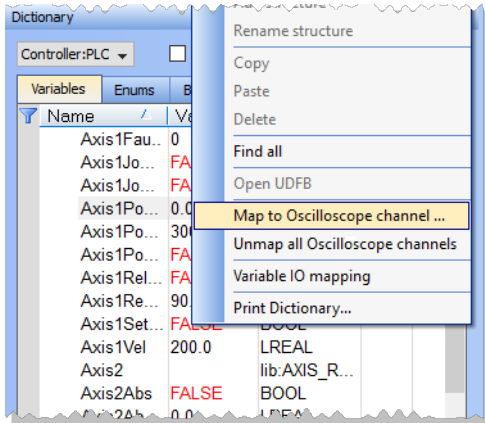 Dictionary
Rename structure
Controller:PLC
Copy
Paste
Delete
Find all
Open UDFB
Map to Oscilloscope channel ...
Unmap all Oscilloscope channels
Variable IO mapping
Print Dictionary...
Variables Enums B
Name Va
Axis1Fau... 0
Axis1Jo... FA
Axis1Jo... FA
Axis1Po... 0.0
Axis1Po... 300
Axis1Po... FA
Axis1Rel... FA
Axis1Re... 90.
Axis1Set... FALSE BOOL
Axis1Vel 200.0 LREAL
Axis2 lib:AXIS_R...
Axis2Abs FALSE BOOL